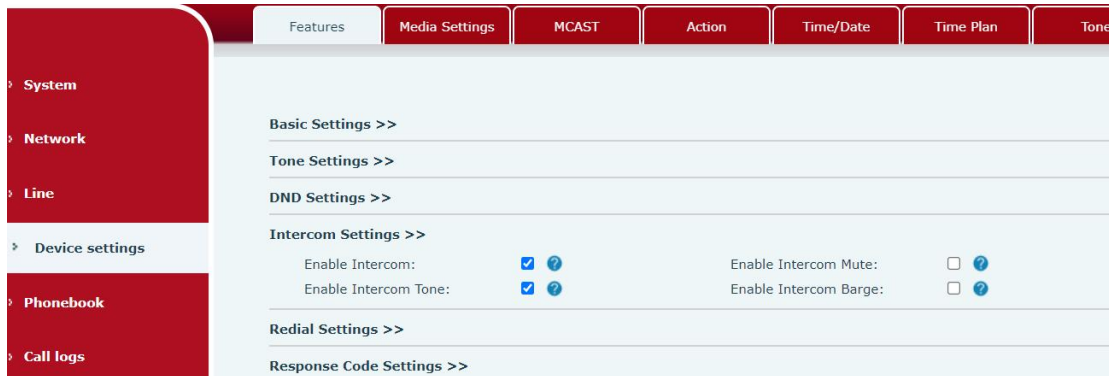 Features Media Settings MCAST Action Time/Date Time Plan Tone
System
Network
Line
Device settings
Phonebook
Call logs
Basic Settings >>
Tone Settings >>
DND Settings >>
Intercom Settings >>
Enable Intercom: ? Enable Intercom Mute: ?
Enable Intercom Tone: ? Enable Intercom Barge: ?
Redial Settings >>
Response Code Settings >>